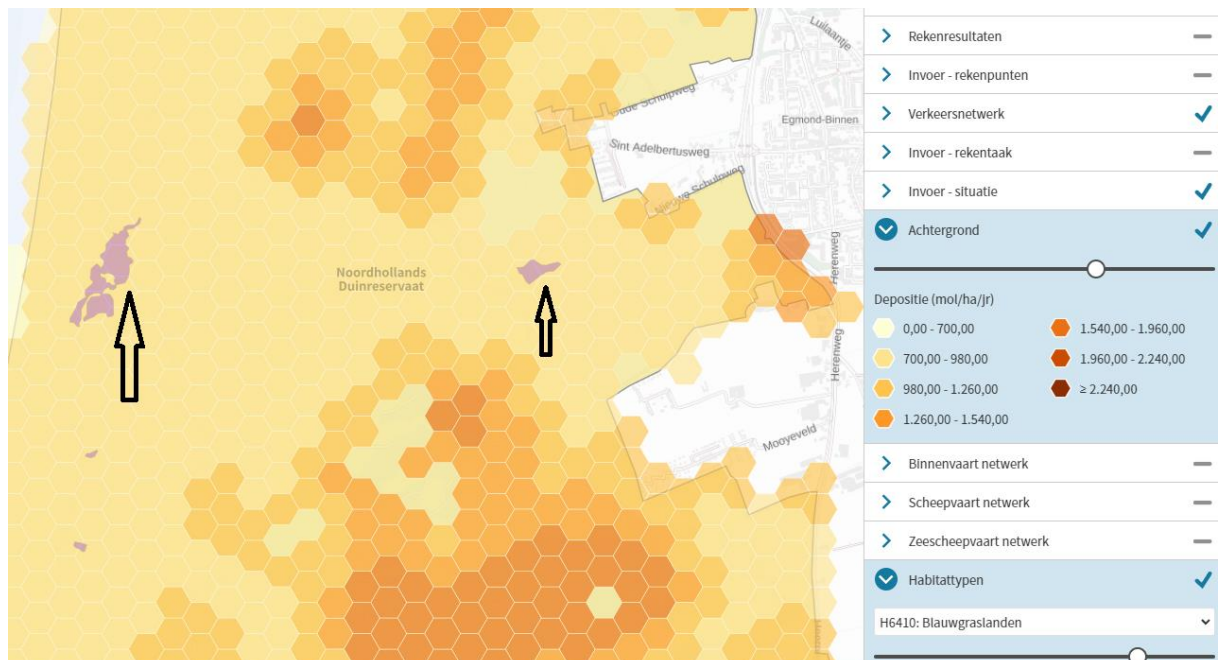 Luilaantje
Oude Schulpweg
Egmond-Binnen
Sint Adelbertusweg
Nieuwe Schulpweg
Herenweg
Noordhollands
Duinreservaat
Herenweg
Mooyeveld
Rekenresultaten
Invoer - rekenpunten
Verkeersnetwerk
Invoer - rekentaak
Invoer - situatie
Achtergrond
Depositie (mol/ha/jr)
0,00 - 700,00
1.540,00 - 1.960,00
700,00 - 980,00
1.960,00 - 2.240,00
980,00 - 1.260,00
≥ 2.240,00
1.260,00 - 1.540,00
Binnenvaart netwerk
Scheepvaart netwerk
Zeescheepvaart netwerk
Habitattypen
H6410: Blauwgraslanden